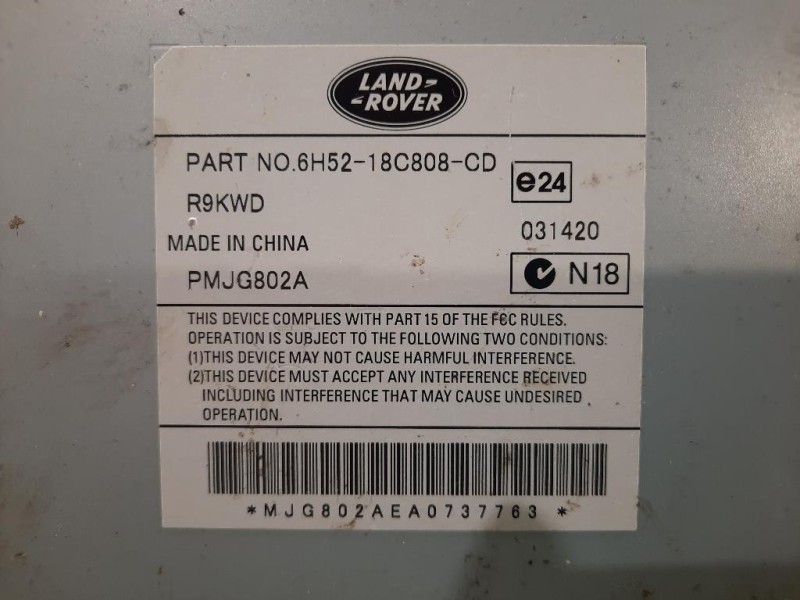 LAND-
-ROVER
PART NO.6H52-18C808-CD
e24
R9KWD
031420
MADE IN CHINA
PMJG802A
N18
THIS DEVICE COMPLIES WITH PART 15 OF THE FCC RULES.
OPERATION IS SUBJECT TO THE FOLLOWING TWO CONDITIONS:
(1)THIS DEVICE MAY NOT CAUSE HARMFUL INTERFERENCE.
(2)THIS DEVICE MUST ACCEPT ANY INTERFERENCE RECEIVED
INCLUDING INTERFERENCE THAT MAY CAUSE UNDESIRED
OPERATION.
*MJG802AEA0737763*